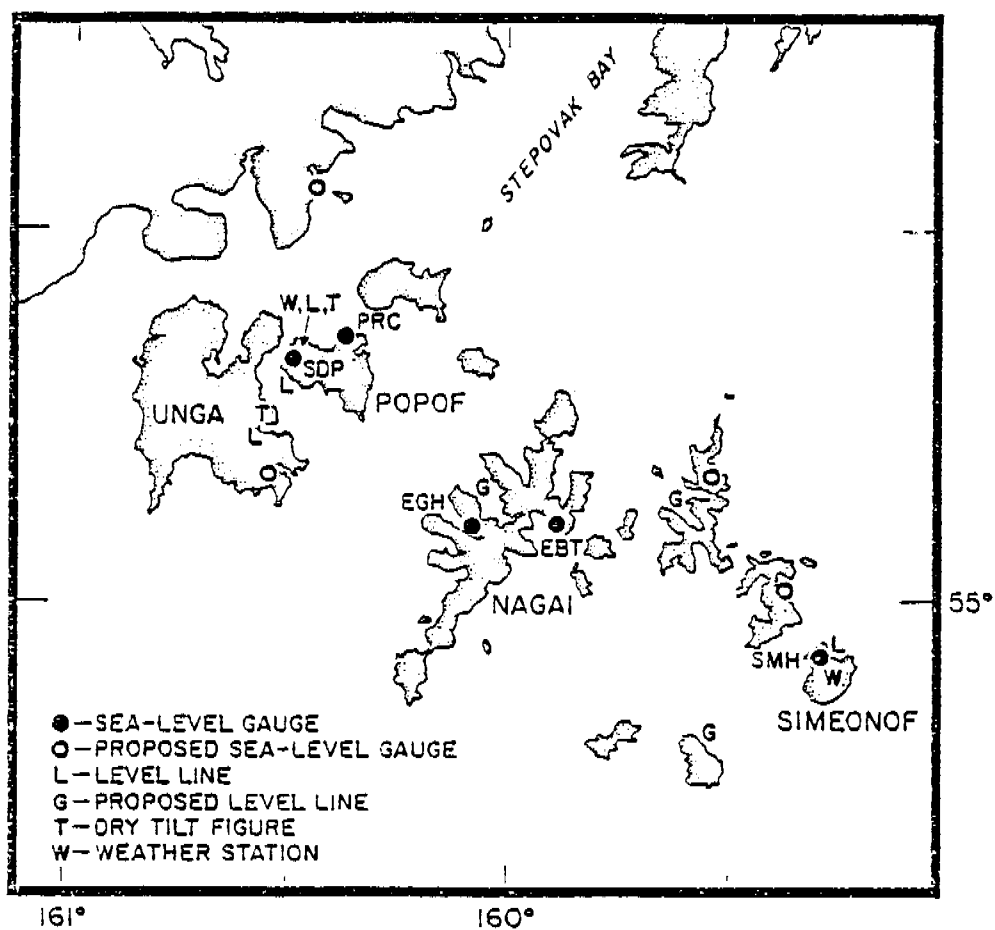 STEPOVAK BAY
W,L,T
PRC
SDP
L
POPOF
UNGA
T
L
G
EGH
G
EBT
NAGAI
55°
SMH
L
W
SIMEONOF
G
●–SEA-LEVEL GAUGE
O–PROPOSED SEA-LEVEL GAUGE
L–LEVEL LINE
G–PROPOSED LEVEL LINE
T–DRY TILT FIGURE
W–WEATHER STATION
161°
160°